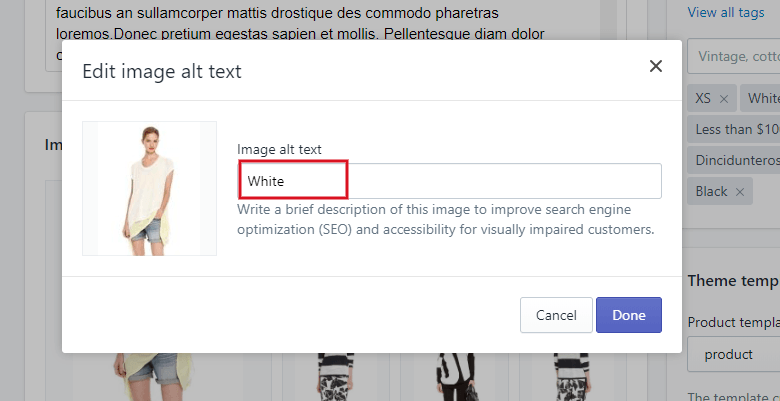 faucibus an sullamcorper mattis drostique des commodo pharetras
loremos.Donec pretium egestas sapien et mollis. Pellentesque diam dolor
View all tags
Vintage, cotto
Edit image alt text
XS ×
White
Less than $10
Dincidunteros
Black ×
Im
Image alt text
White
Write a brief description of this image to improve search engine
optimization (SEO) and accessibility for visually impaired customers.
Cancel
Done
Theme temp
Product templa
product
The template c